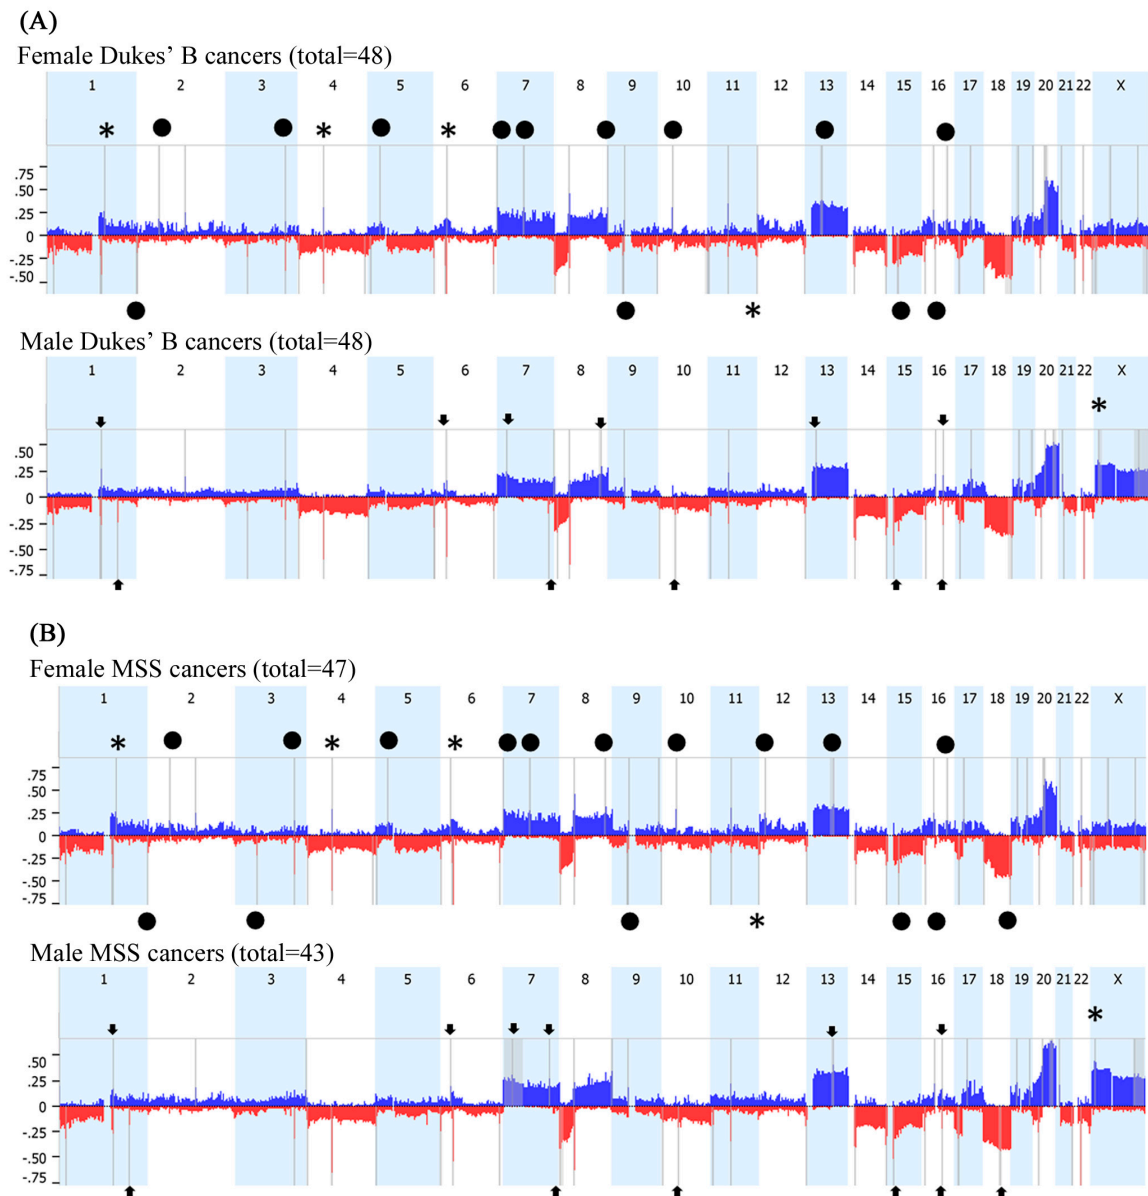 (A)
Female Dukes’ B cancers (total=48)
1 2 3 4 5 6 7 8 9 10 11 12 13 14 15 16 17 18 19 20 21 22 X
* * * *
.75
.50
.25
0
-.25
-.50
Male Dukes’ B cancers (total=48)
1 2 3 4 5 6 7 8 9 10 11 12 13 14 15 16 17 18 19 20 21 22 X
*
.50
.25
0
-.25
-.50
-.75
(B)
Female MSS cancers (total=47)
1 2 3 4 5 6 7 8 9 10 11 12 13 14 15 16 17 18 19 20 21 22 X
* * * *
.75
.50
.25
0
-.25
-.50
-.75
Male MSS cancers (total=43)
1 2 3 4 5 6 7 8 9 10 11 12 13 14 15 16 17 18 19 20 21 22 X
*
.50
.25
0
-.25
-.50
-.75